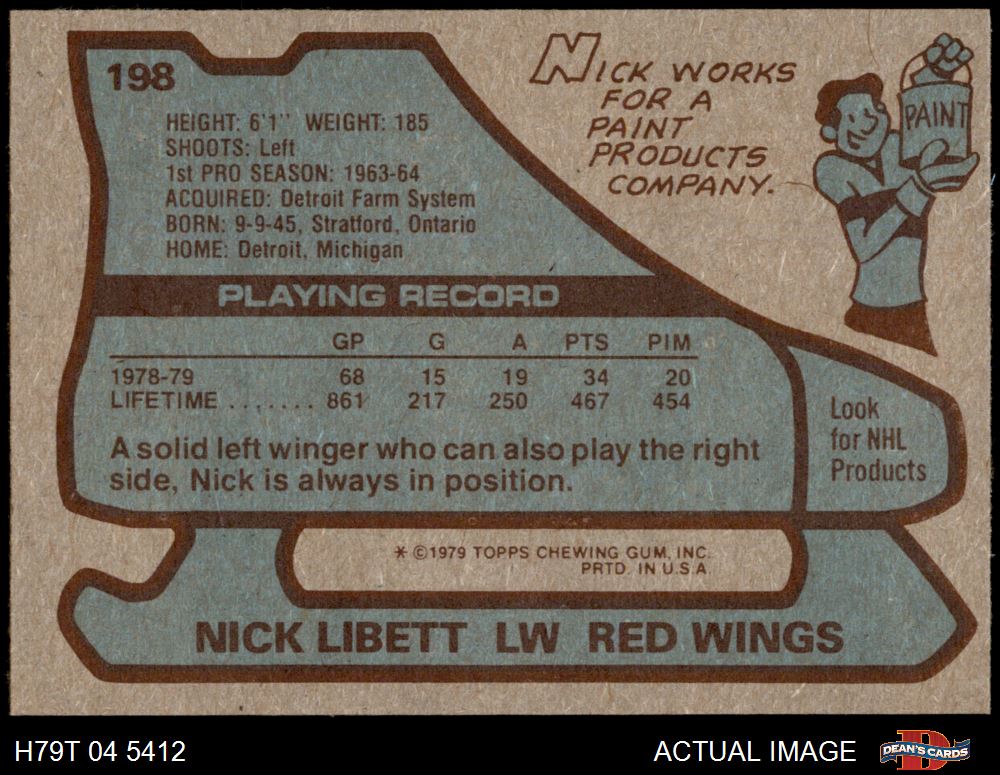 198
HEIGHT: 6'1" WEIGHT: 185
SHOOTS: Left
1st PRO SEASON: 1963-64
ACQUIRED: Detroit Farm System
BORN: 9-9-45, Stratford, Ontario
HOME: Detroit, Michigan
NICK WORKS
FOR A
PAINT
PRODUCTS
COMPANY.
PAINT
PLAYING RECORD
GP G A PTS PIM
1978-79 68 15 19 34 20
LIFETIME ....... 861 217 250 467 454
A solid left winger who can also play the right
side, Nick is always in position.
Look
for NHL
Products
* ©1979 TOPPS CHEWING GUM, INC.
PRTD. IN U.S.A.
NICK LIBETT LW RED WINGS
H79T 04 5412
ACTUAL IMAGE
D
DEAN'S CARDS